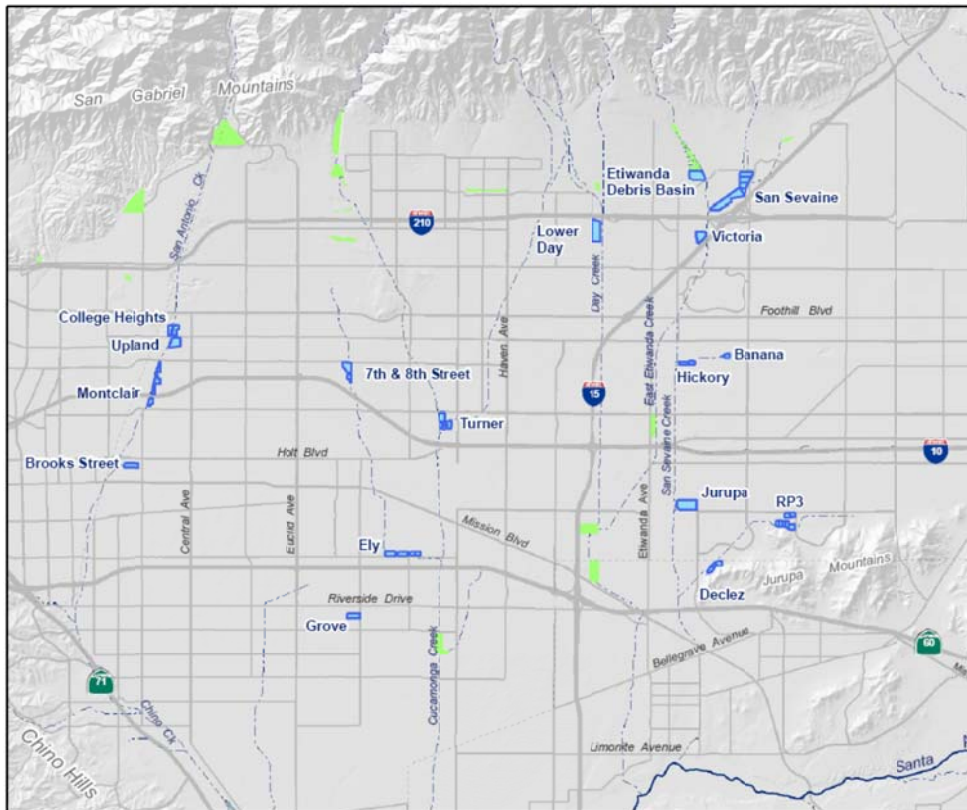 San Gabriel Mountains
San Antonio Ck
Etiwanda
Debris Basin
San Sevaine
INTERSTATE
210
Lower
Day
Victoria
Day Creek
College Heights
Upland
Foothill Blvd
Haven Ave
East Etiwanda Creek
Banana
Hickory
7th & 8th Street
Montclair
15
Turner
San Sevaine Creek
Holt Blvd
10
Brooks Street
Central Ave
Euclid Ave
Mission Blvd
Etiwanda Ave
Jurupa
RP3
Ely
Jurupa Mountains
Declez
Riverside Drive
Grove
Cucamonga Creek
Bellegrave Avenue
60
71
Chino Ck
Chino Hills
Limonite Avenue
Santa